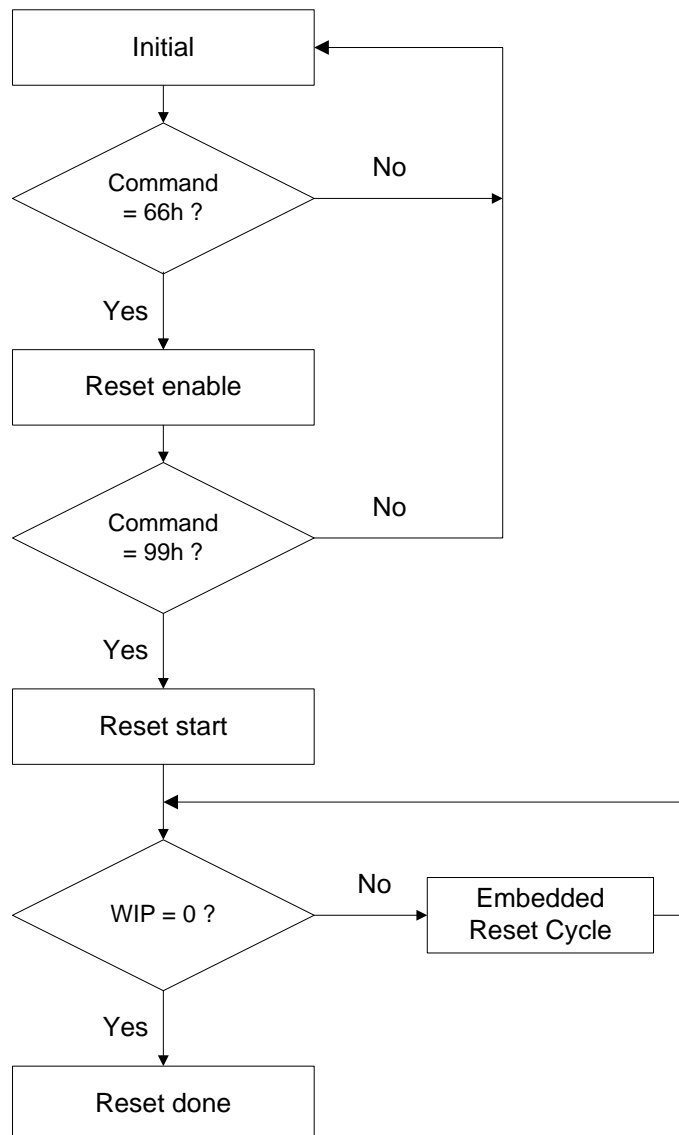 Initial
Command
= 66h ?
No
Yes
Reset enable
Command
= 99h ?
No
Yes
Reset start
WIP = 0 ?
No
Embedded
Reset Cycle
Yes
Reset done